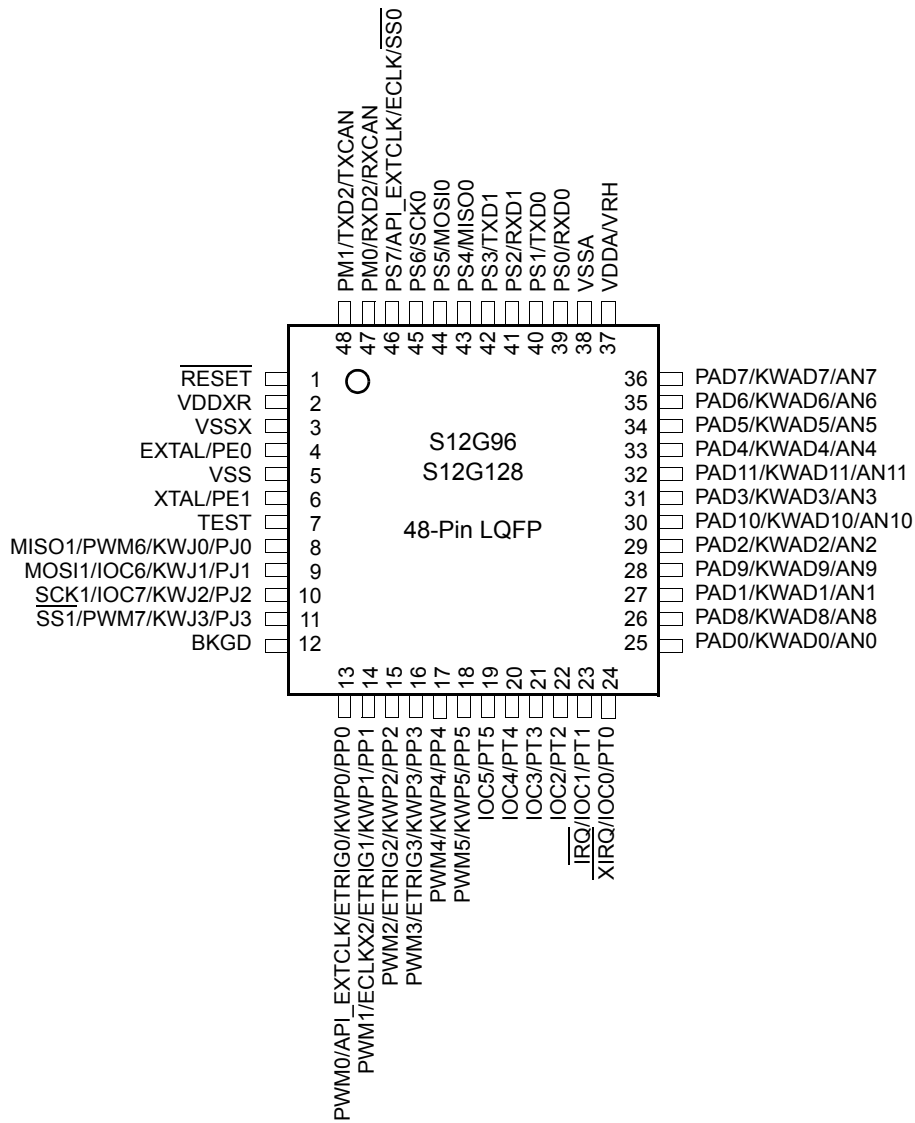 PM1/TXD2/TXCAN
PM0/RXD2/RXCAN
PS7/API_EXTCLK/ECLK/SS0
PS6/SCK0
PS5/MOSI0
PS4/MISO0
PS3/TXD1
PS2/RXD1
PS1/TXD0
PS0/RXD0
VSSA
VDDA/VRH
48
47
46
45
44
43
42
41
40
39
38
37
RESET 1
VDDXR 2
VSSX 3
EXTAL/PE0 4
VSS 5
XTAL/PE1 6
TEST 7
MISO1/PWM6/KWJ0/PJ0 8
MOSI1/IOC6/KWJ1/PJ1 9
SCK1/IOC7/KWJ2/PJ2 10
SS1/PWM7/KWJ3/PJ3 11
BKGD 12
S12G96
S12G128
48-Pin LQFP
36 PAD7/KWAD7/AN7
35 PAD6/KWAD6/AN6
34 PAD5/KWAD5/AN5
33 PAD4/KWAD4/AN4
32 PAD11/KWAD11/AN11
31 PAD3/KWAD3/AN3
30 PAD10/KWAD10/AN10
29 PAD2/KWAD2/AN2
28 PAD9/KWAD9/AN9
27 PAD1/KWAD1/AN1
26 PAD8/KWAD8/AN8
25 PAD0/KWAD0/AN0
13
14
15
16
17
18
19
20
21
22
23
24
PWM0/API_EXTCLK/ETRIG0/KWP0/PP0
PWM1/ECLKX2/ETRIG1/KWP1/PP1
PWM2/ETRIG2/KWP2/PP2
PWM3/ETRIG3/KWP3/PP3
PWM4/KWP4/PP4
PWM5/KWP5/PP5
IOC5/PT5
IOC4/PT4
IOC3/PT3
IOC2/PT2
IRQ/IOC1/PT1
XIRQ/IOC0/PT0